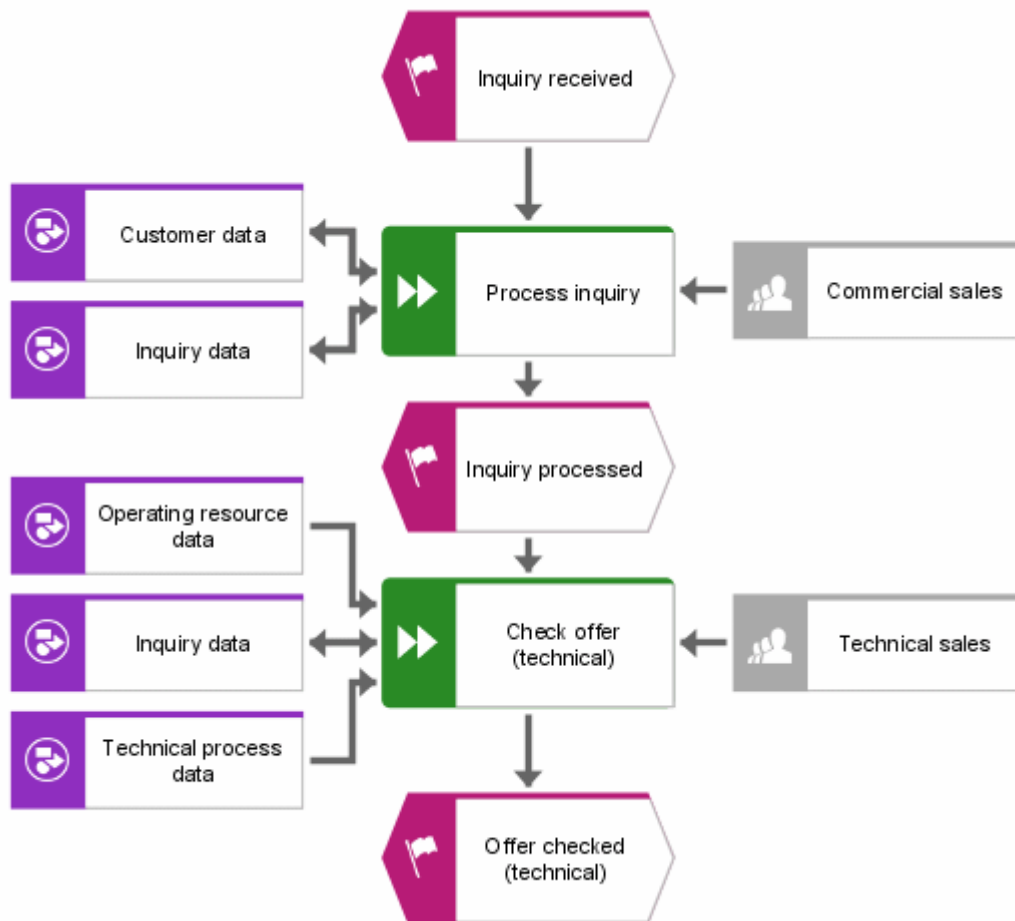 Inquiry received
Customer data
Process inquiry
Commercial sales
Inquiry data
Inquiry processed
Operating resource
data
Inquiry data
Check offer
(technical)
Technical sales
Technical process
data
Offer checked
(technical)